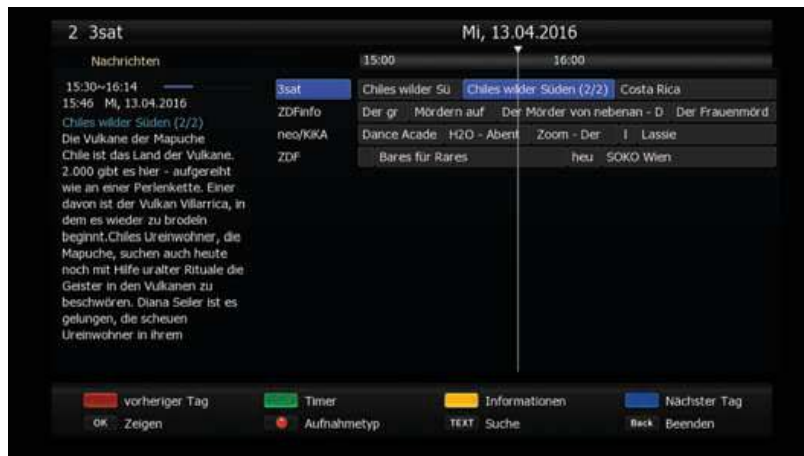 2 3sat
Mi, 13.04.2016
Nachrichten
15:00 16:00
15:30~16:14
15:46 Mi, 13.04.2016
Chiles wilder Süden (2/2)
Die Vulkane der Mapuche
Chile ist das Land der Vulkane.
2.000 gibt es hier - aufgereiht
wie an einer Perlenkette. Einer
davon ist der Vulkan Villarrica, in
dem es wieder zu brodeln
beginnt.Chiles Ureinwohner, die
Mapuche, suchen auch heute
noch mit Hilfe uralter Rituale die
Geister in den Vulkanen zu
beschwören. Diana Seiler ist es
gelungen, die scheuen
Ureinwohner in ihrem
3sat Chiles wilder Sü Chiles wilder Süden (2/2) Costa Rica
ZDFinfo Der gr Mördern auf Der Mörder von nebenan - D Der Frauenmörd
neo/KiKA Dance Acade H2O - Abent Zoom - Der I Lassie
ZDF Bares für Rares heu SOKO Wien
vorheriger Tag Timer Informationen Nächster Tag
OK Zeigen Aufnahmetyp TEXT Suche Back Beenden